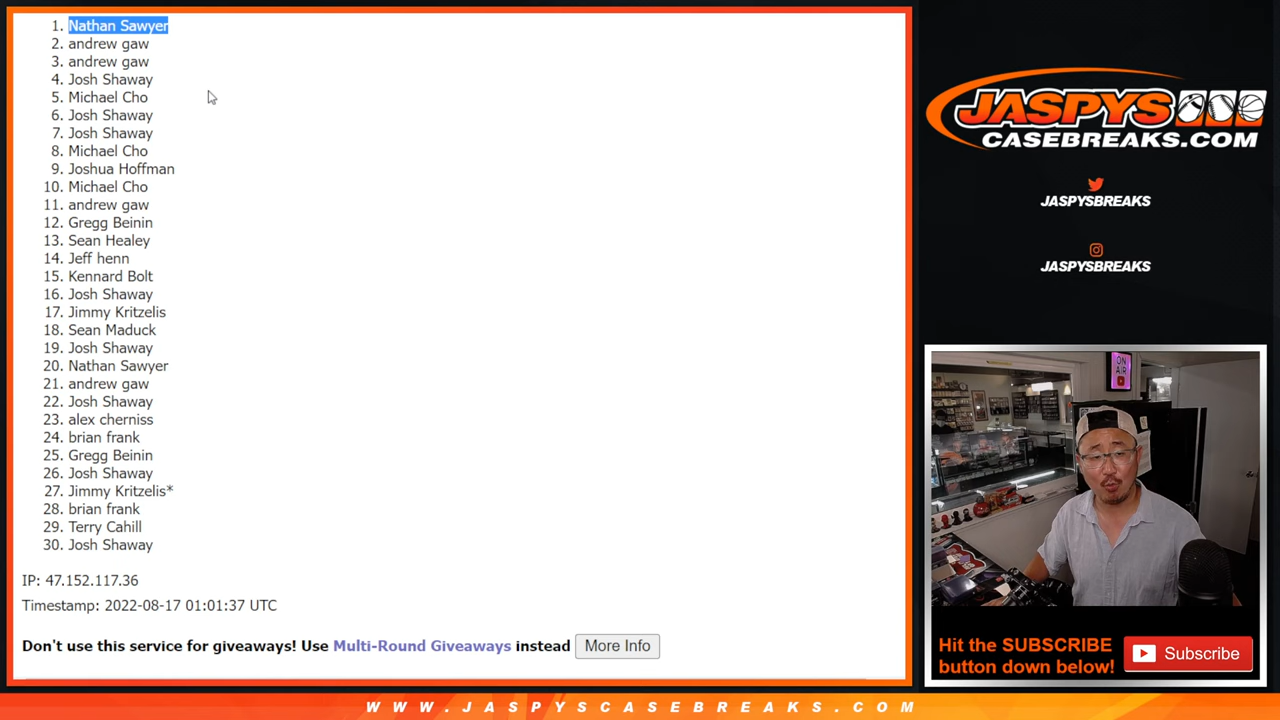 1. Nathan Sawyer
2. andrew gaw
3. andrew gaw
4. Josh Shaway
5. Michael Cho
6. Josh Shaway
7. Josh Shaway
8. Michael Cho
9. Joshua Hoffman
10. Michael Cho
11. andrew gaw
12. Gregg Beinin
13. Sean Healey
14. Jeff henn
15. Kennard Bolt
16. Josh Shaway
17. Jimmy Kritzelis
18. Sean Maduck
19. Josh Shaway
20. Nathan Sawyer
21. andrew gaw
22. Josh Shaway
23. alex cherniss
24. brian frank
25. Gregg Beinin
26. Josh Shaway
27. Jimmy Kritzelis*
28. brian frank
29. Terry Cahill
30. Josh Shaway
IP: 47.152.117.36
Timestamp: 2022-08-17 01:01:37 UTC
Don't use this service for giveaways! Use Multi-Round Giveaways instead More Info
JASPYS
CASEBREAKS.COM
JASPYSBREAKS
JASPYSBREAKS
ON
AIR
Hit the SUBSCRIBE
button down below!
Subscribe
WWW.JASPYSCASEBREAKS.COM